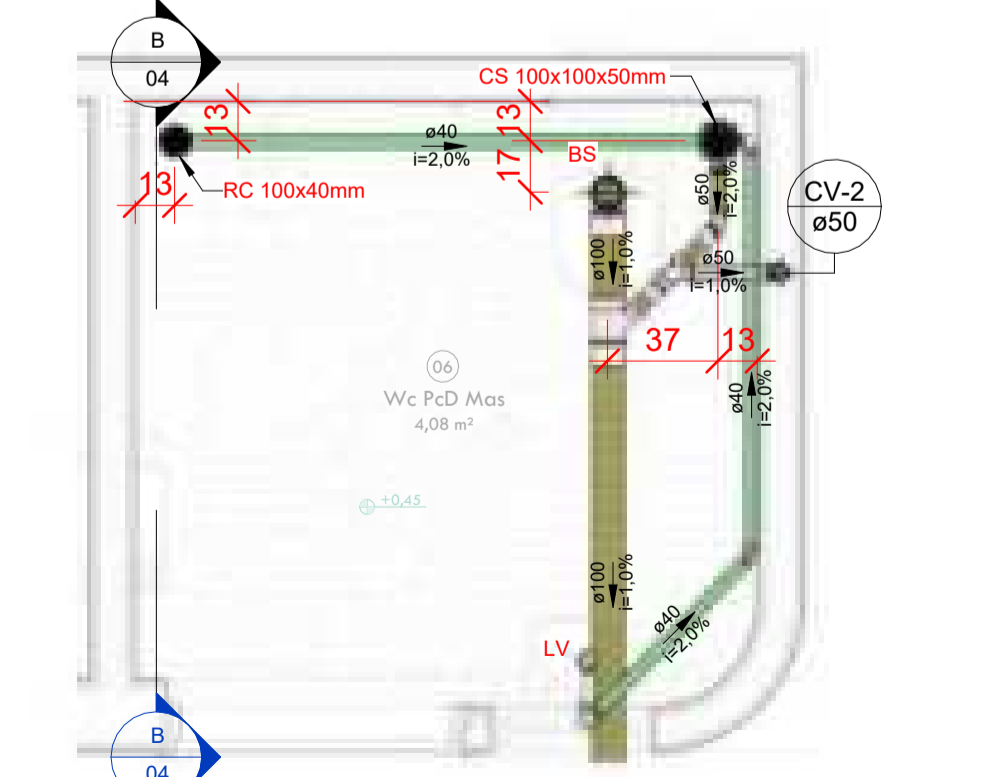 B
04
CS 100x100x50mm
13
13
ø40
i=2,0%
BS
17
ø50
i=2,0%
13
RC 100x40mm
CV-2
ø50
ø100
i=1,0%
ø50
i=1,0%
37
13
06
Wc PcD Mas
4,08 m²
ø40
i=2,0%
+0,45
ø100
i=1,0%
ø40
i=2,0%
LV
B
04